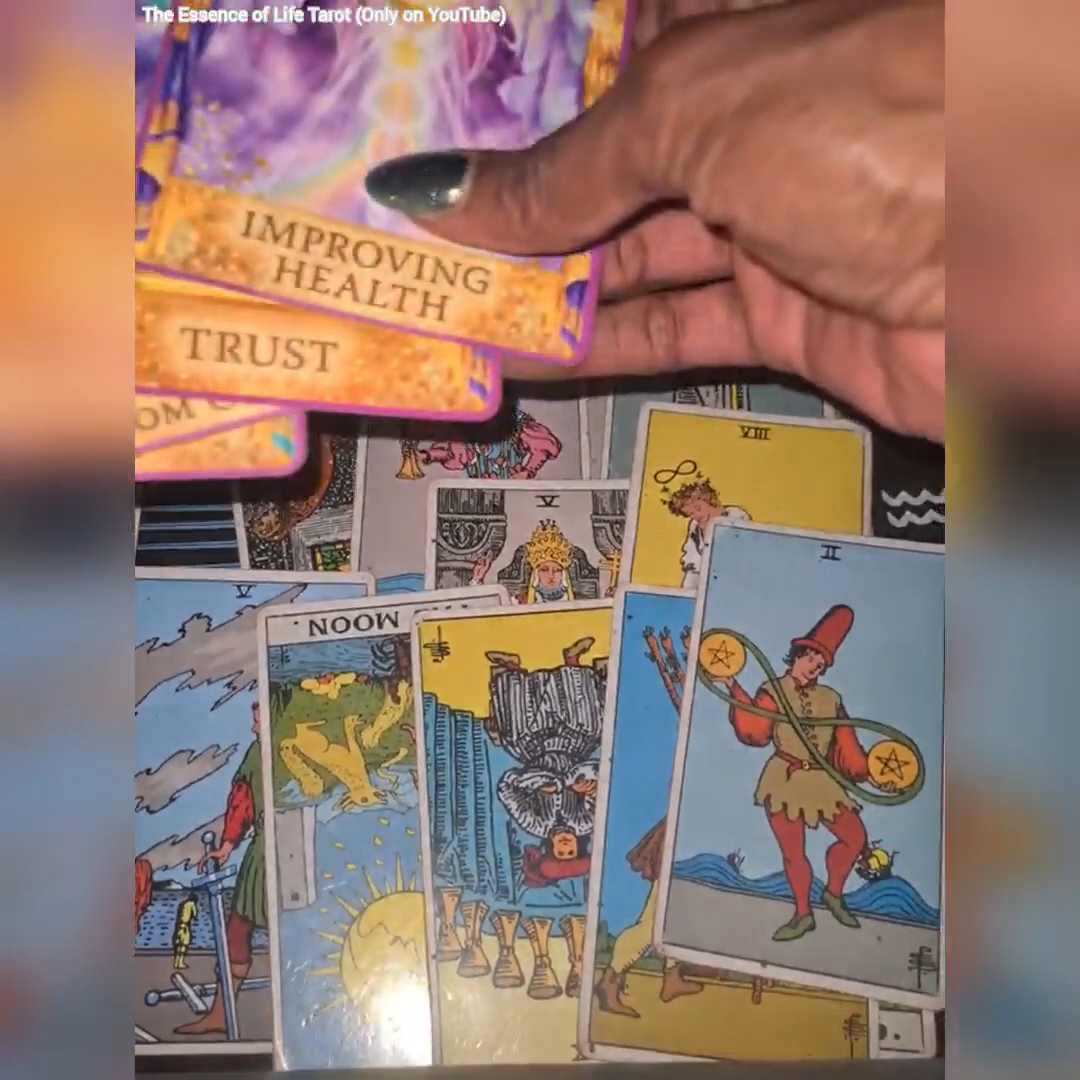 The Essence of Life Tarot (Only on YouTube)
IMPROVING
HEALTH
TRUST
VIII
V
II
V
MOON